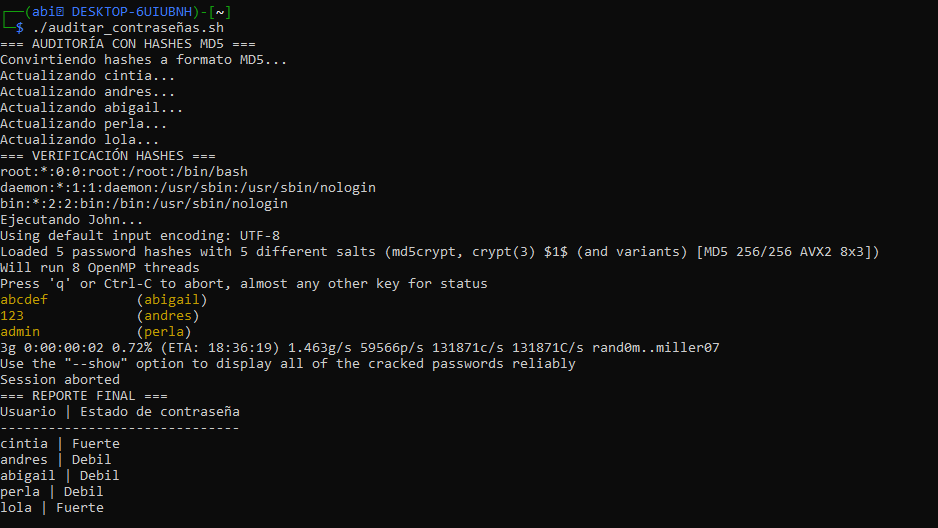 ┌──(abi▯ DESKTOP-6UIUBNH)-[~]
└─$ ./auditar_contraseñas.sh
=== AUDITORÍA CON HASHES MD5 ===
Convirtiendo hashes a formato MD5...
Actualizando cintia...
Actualizando andres...
Actualizando abigail...
Actualizando perla...
Actualizando lola...
=== VERIFICACIÓN HASHES ===
root:*:0:0:root:/root:/bin/bash
daemon:*:1:1:daemon:/usr/sbin:/usr/sbin/nologin
bin:*:2:2:bin:/bin:/usr/sbin/nologin
Ejecutando John...
Using default input encoding: UTF-8
Loaded 5 password hashes with 5 different salts (md5crypt, crypt(3) $1$ (and variants) [MD5 256/256 AVX2 8x3])
Will run 8 OpenMP threads
Press 'q' or Ctrl-C to abort, almost any other key for status
abcdef           (abigail)
123              (andres)
admin            (perla)
3g 0:00:00:02 0.72% (ETA: 18:36:19) 1.463g/s 59566p/s 131871c/s 131871C/s rand0m..miller07
Use the "--show" option to display all of the cracked passwords reliably
Session aborted
=== REPORTE FINAL ===
Usuario | Estado de contraseña
------------------------------
cintia | Fuerte
andres | Debil
abigail | Debil
perla | Debil
lola | Fuerte